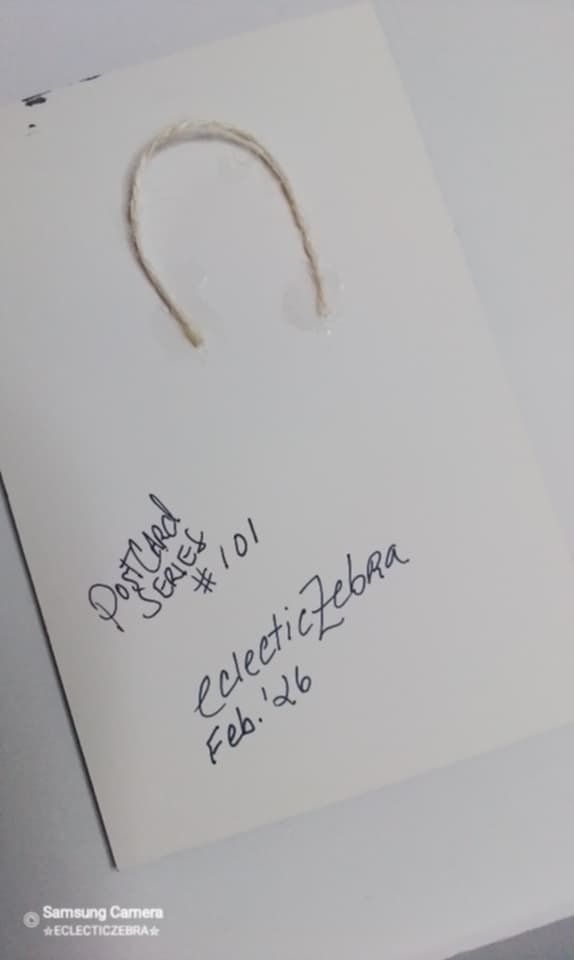 PostCARd
SERIES
#101
eclecticZebRA
Feb.'26
Samsung Camera
☆ECLECTICZEBRA☆